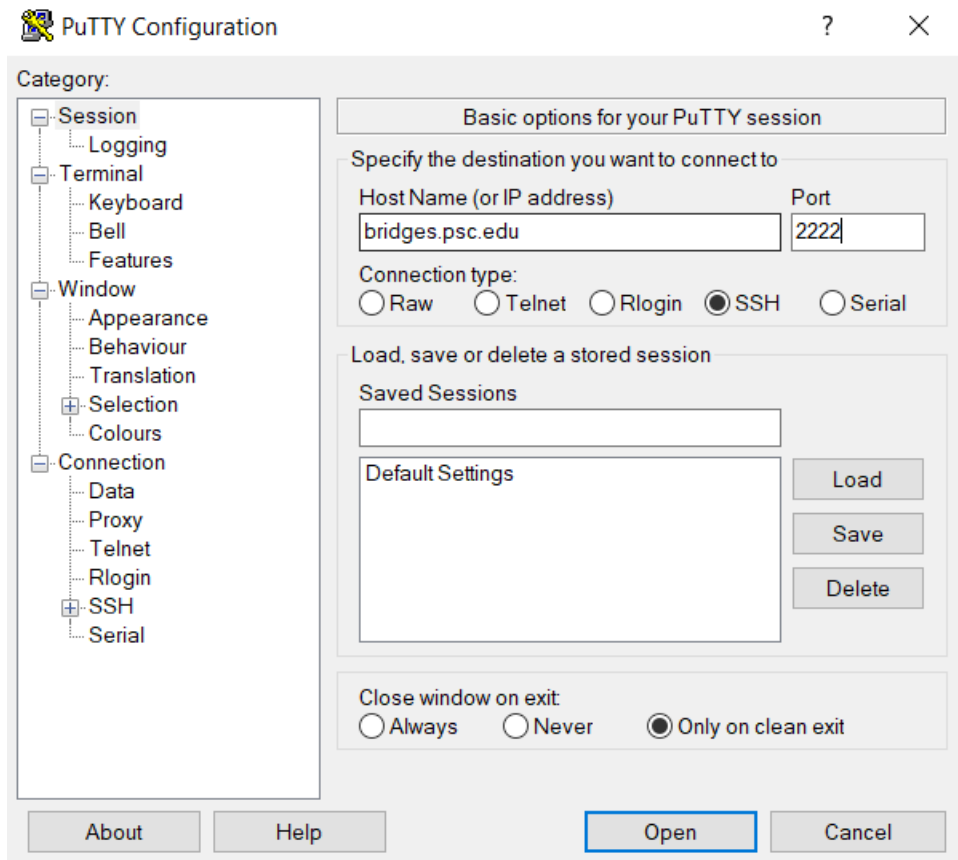 PuTTY Configuration
?
Category:
Session
Logging
Terminal
Keyboard
Bell
Features
Window
Appearance
Behaviour
Translation
Selection
Colours
Connection
Data
Proxy
Telnet
Rlogin
SSH
Serial
Basic options for your PuTTY session
Specify the destination you want to connect to
Host Name (or IP address) Port
bridges.psc.edu 2222
Connection type:
Raw Telnet Rlogin SSH Serial
Load, save or delete a stored session
Saved Sessions
Default Settings
Load
Save
Delete
Close window on exit:
Always Never Only on clean exit
About Help Open Cancel